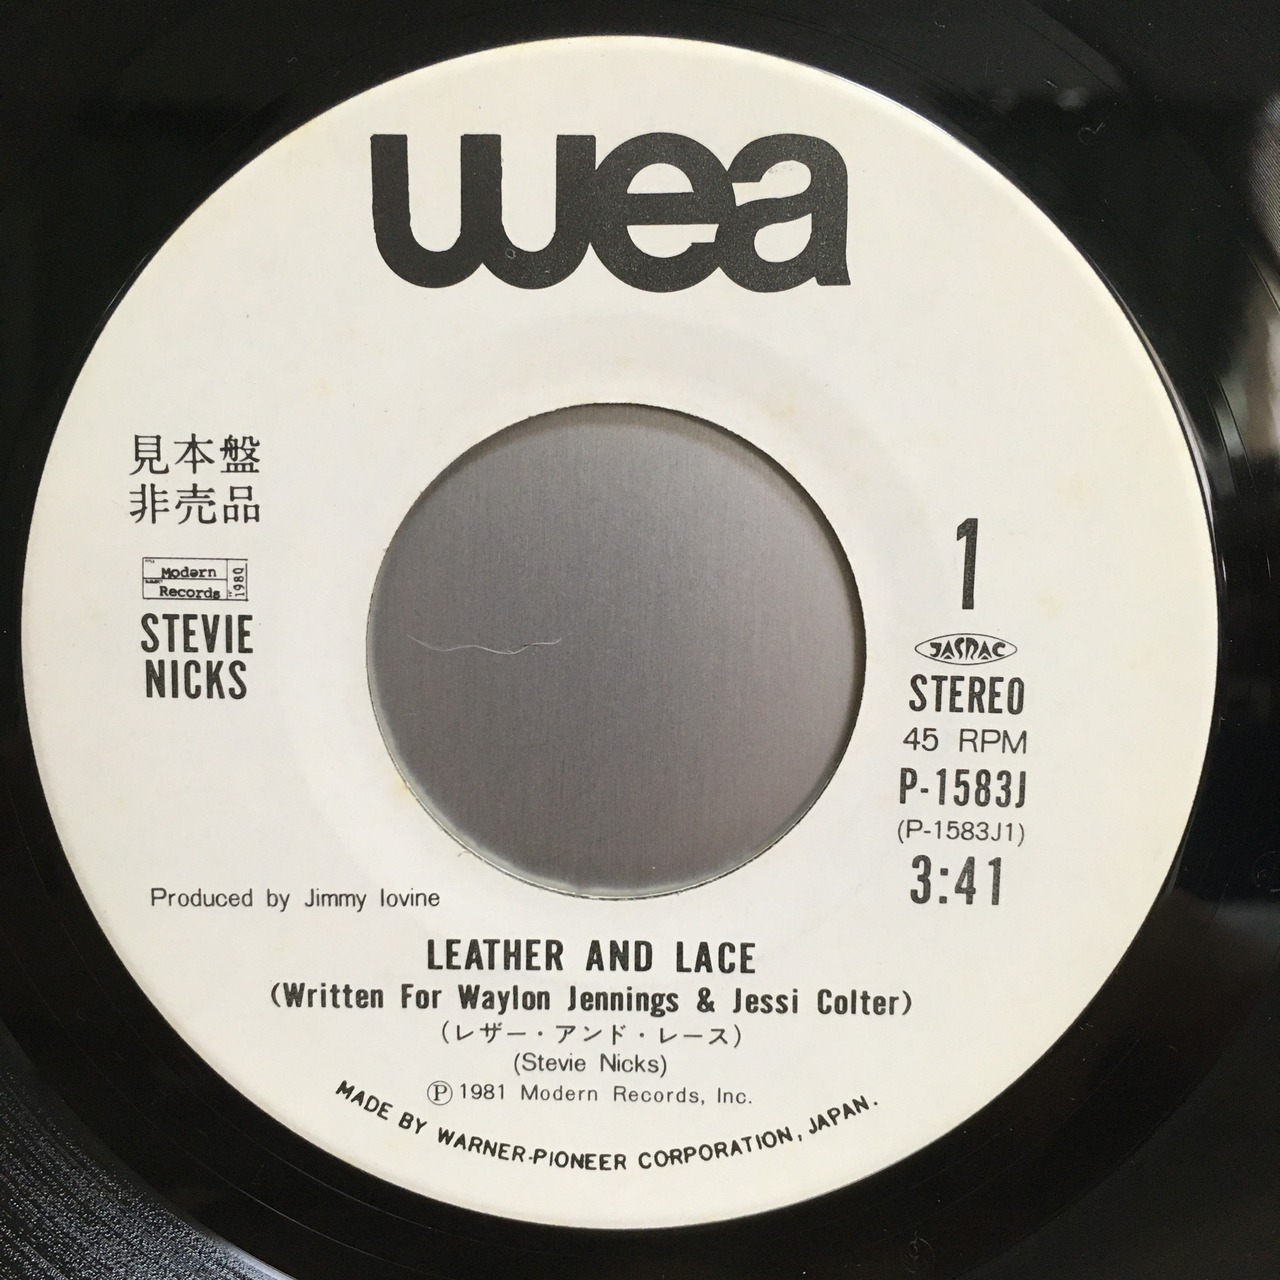 wea
見本盤
非売品
Modern
Records
1980
STEVIE
NICKS
1
JASRAC
STEREO
45 RPM
P-1583J
(P-1583J1)
3:41
Produced by Jimmy Iovine
LEATHER AND LACE
(Written For Waylon Jennings & Jessi Colter)
(レザー・アンド・レース)
(Stevie Nicks)
Ⓟ 1981 Modern Records, Inc.
MADE BY WARNER-PIONEER CORPORATION, JAPAN.